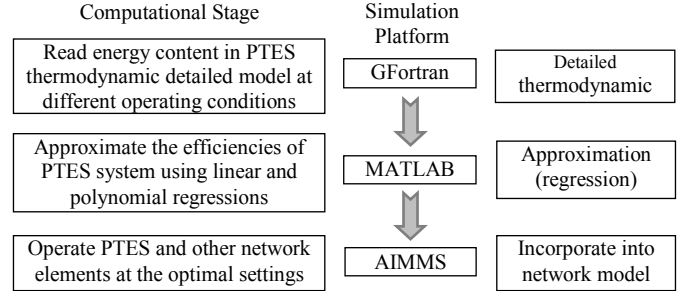 Computational Stage
Simulation
Platform
Read energy content in PTES
thermodynamic detailed model at
different operating conditions
GFortran
Detailed
thermodynamic
Approximate the efficiencies of
PTES system using linear and
polynomial regressions
MATLAB
Approximation
(regression)
Operate PTES and other network
elements at the optimal settings
AIMMS
Incorporate into
network model